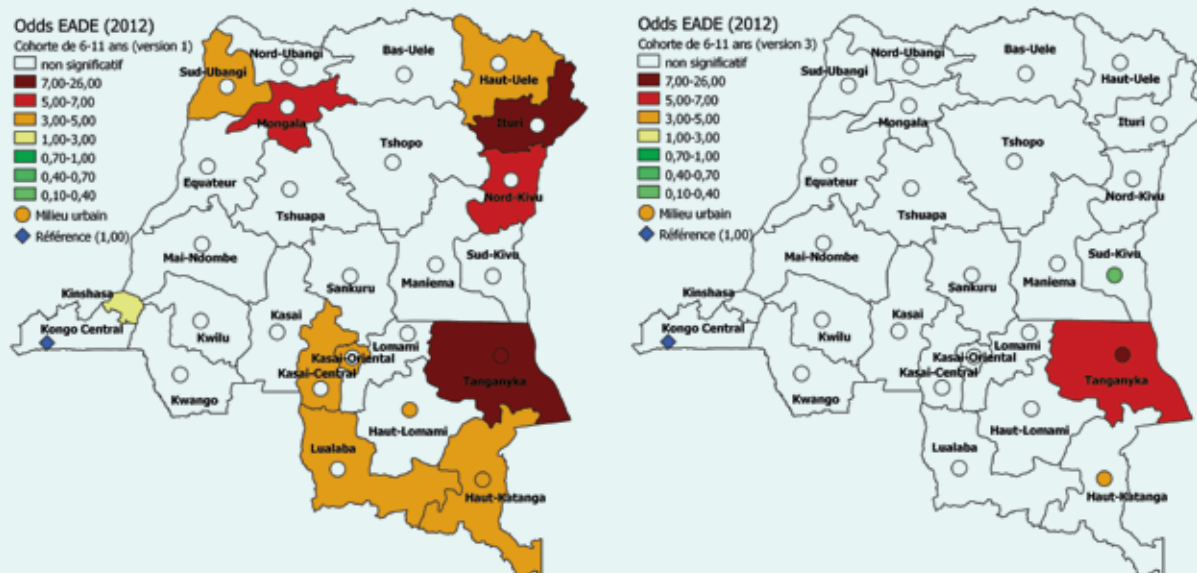 Odds EADE (2012)
Cohorte de 6-11 ans (version 1)
non significatif
7,00-26,00
5,00-7,00
3,00-5,00
1,00-3,00
0,70-1,00
0,40-0,70
0,10-0,40
Milieu urbain
Référence (1,00)
Nord-Ubangi
Bas-Uele
Sud-Ubangi
Haut-Uele
Mongala
Ituri
Tshopo
Equateur
Nord-Kivu
Tshuapa
Mai-Ndombe
Sud-Kivu
Maniema
Sankuru
Kinshasa
Kasai
Kongo Central
Kwilu
Lomami
Kasai-Oriental
Kasai-Central
Kwango
Tanganyka
Haut-Lomami
Lualaba
Haut-Katanga
Odds EADE (2012)
Cohorte de 6-11 ans (version 3)
non significatif
7,00-26,00
5,00-7,00
3,00-5,00
1,00-3,00
0,70-1,00
0,40-0,70
0,10-0,40
Milieu urbain
Référence (1,00)
Nord-Ubangi
Bas-Uele
Sud-Ubangi
Haut-Uele
Mongala
Ituri
Tshopo
Equateur
Nord-Kivu
Tshuapa
Mai-Ndombe
Sud-Kivu
Maniema
Sankuru
Kinshasa
Kasai
Kongo Central
Kwilu
Lomami
Kasai-Oriental
Kasai-Central
Kwango
Tanganyka
Haut-Lomami
Lualaba
Haut-Katanga